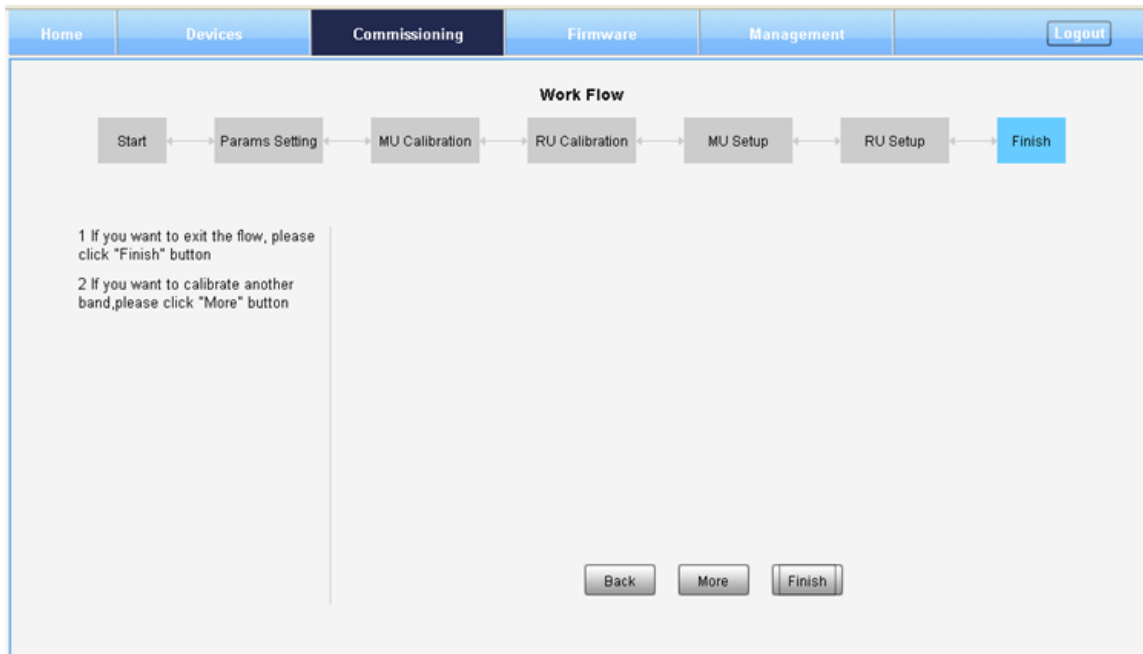 Home Devices Commissioning Firmware Management Logout
Work Flow
Start Params Setting MU Calibration RU Calibration MU Setup RU Setup Finish
1 If you want to exit the flow, please
click "Finish" button
2 If you want to calibrate another
band,please click "More" button
Back More Finish